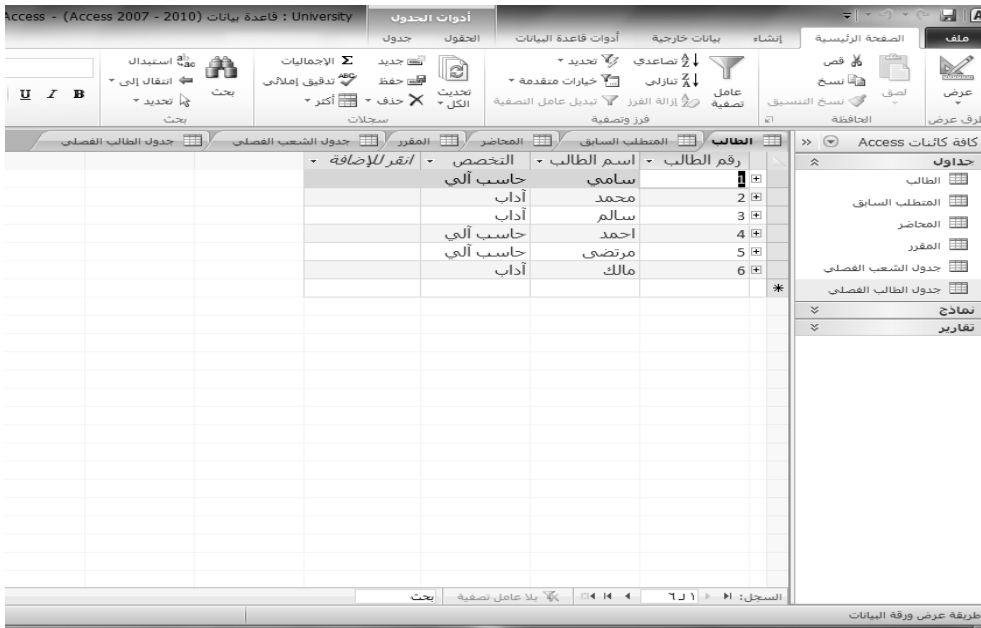 University : قاعدة بيانات (Access 2007 - 2010) - (Access
أدوات الجدول
ملف الصفحة الرئيسية إنشاء بيانات خارجية أدوات قاعدة البيانات الحقول جدول
عرض
طرق عرض
لصق
قص
نسخ
نسخ التنسيق
الحافظة
عامل تصفية
تصاعدي
تنازلي
إزالة الفرز
تحديد
خيارات متقدمة
تبديل عامل التصفية
فرز وتصفية
تحديث الكل
جديد
حفظ
حذف
الإجماليات
تدقيق إملائي
أكثر
سجلات
بحث
استبدال
انتقال إلى
تحديد
بحث
B I U
كافة كائنات Access
جداول
الطالب
المتطلب السابق
المحاضر
المقرر
جدول الشعب الفصلي
جدول الطالب الفصلي
نماذج
تقارير
الطالب المتطلب السابق المحاضر المقرر جدول الشعب الفصلي جدول الطالب الفصلي
رقم الطالب اسم الطالب التخصص انقر للإضافة
1 سامي حاسب آلي
2 محمد آداب
3 سالم آداب
4 احمد حاسب آلي
5 مرتضى حاسب آلي
6 مالك آداب
السجل: ١ لـ ٦ بلا عامل تصفية بحث
طريقة عرض ورقة البيانات